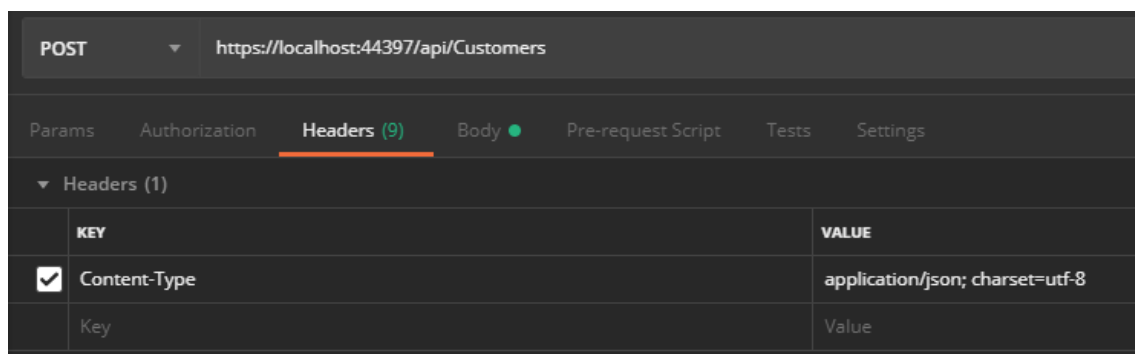 POST https://localhost:44397/api/Customers
Params Authorization Headers (9) Body Pre-request Script Tests Settings
Headers (1)
KEY VALUE
Content-Type application/json; charset=utf-8
Key Value